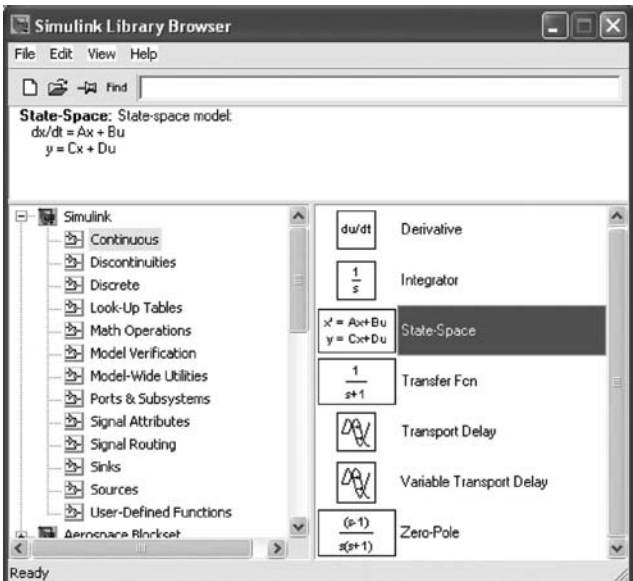 Simulink Library Browser
File Edit View Help
Find
State-Space: State-space model:
dx/dt = Ax + Bu
y = Cx + Du
Simulink
Continuous
Discontinuities
Discrete
Look-Up Tables
Math Operations
Model Verification
Model-Wide Utilities
Ports & Subsystems
Signal Attributes
Signal Routing
Sinks
Sources
User-Defined Functions
Aerospace Blockset
du/dt Derivative
1
s
Integrator
x' = Ax+Bu
y = Cx+Du
State-Space
1
s+1
Transfer Fcn
Transport Delay
Variable Transport Delay
(s-1)
s(s+1)
Zero-Pole
Ready